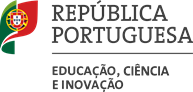 REPÚBLICA
PORTUGUESA
EDUCAÇÃO, CIÊNCIA
E INOVAÇÃO